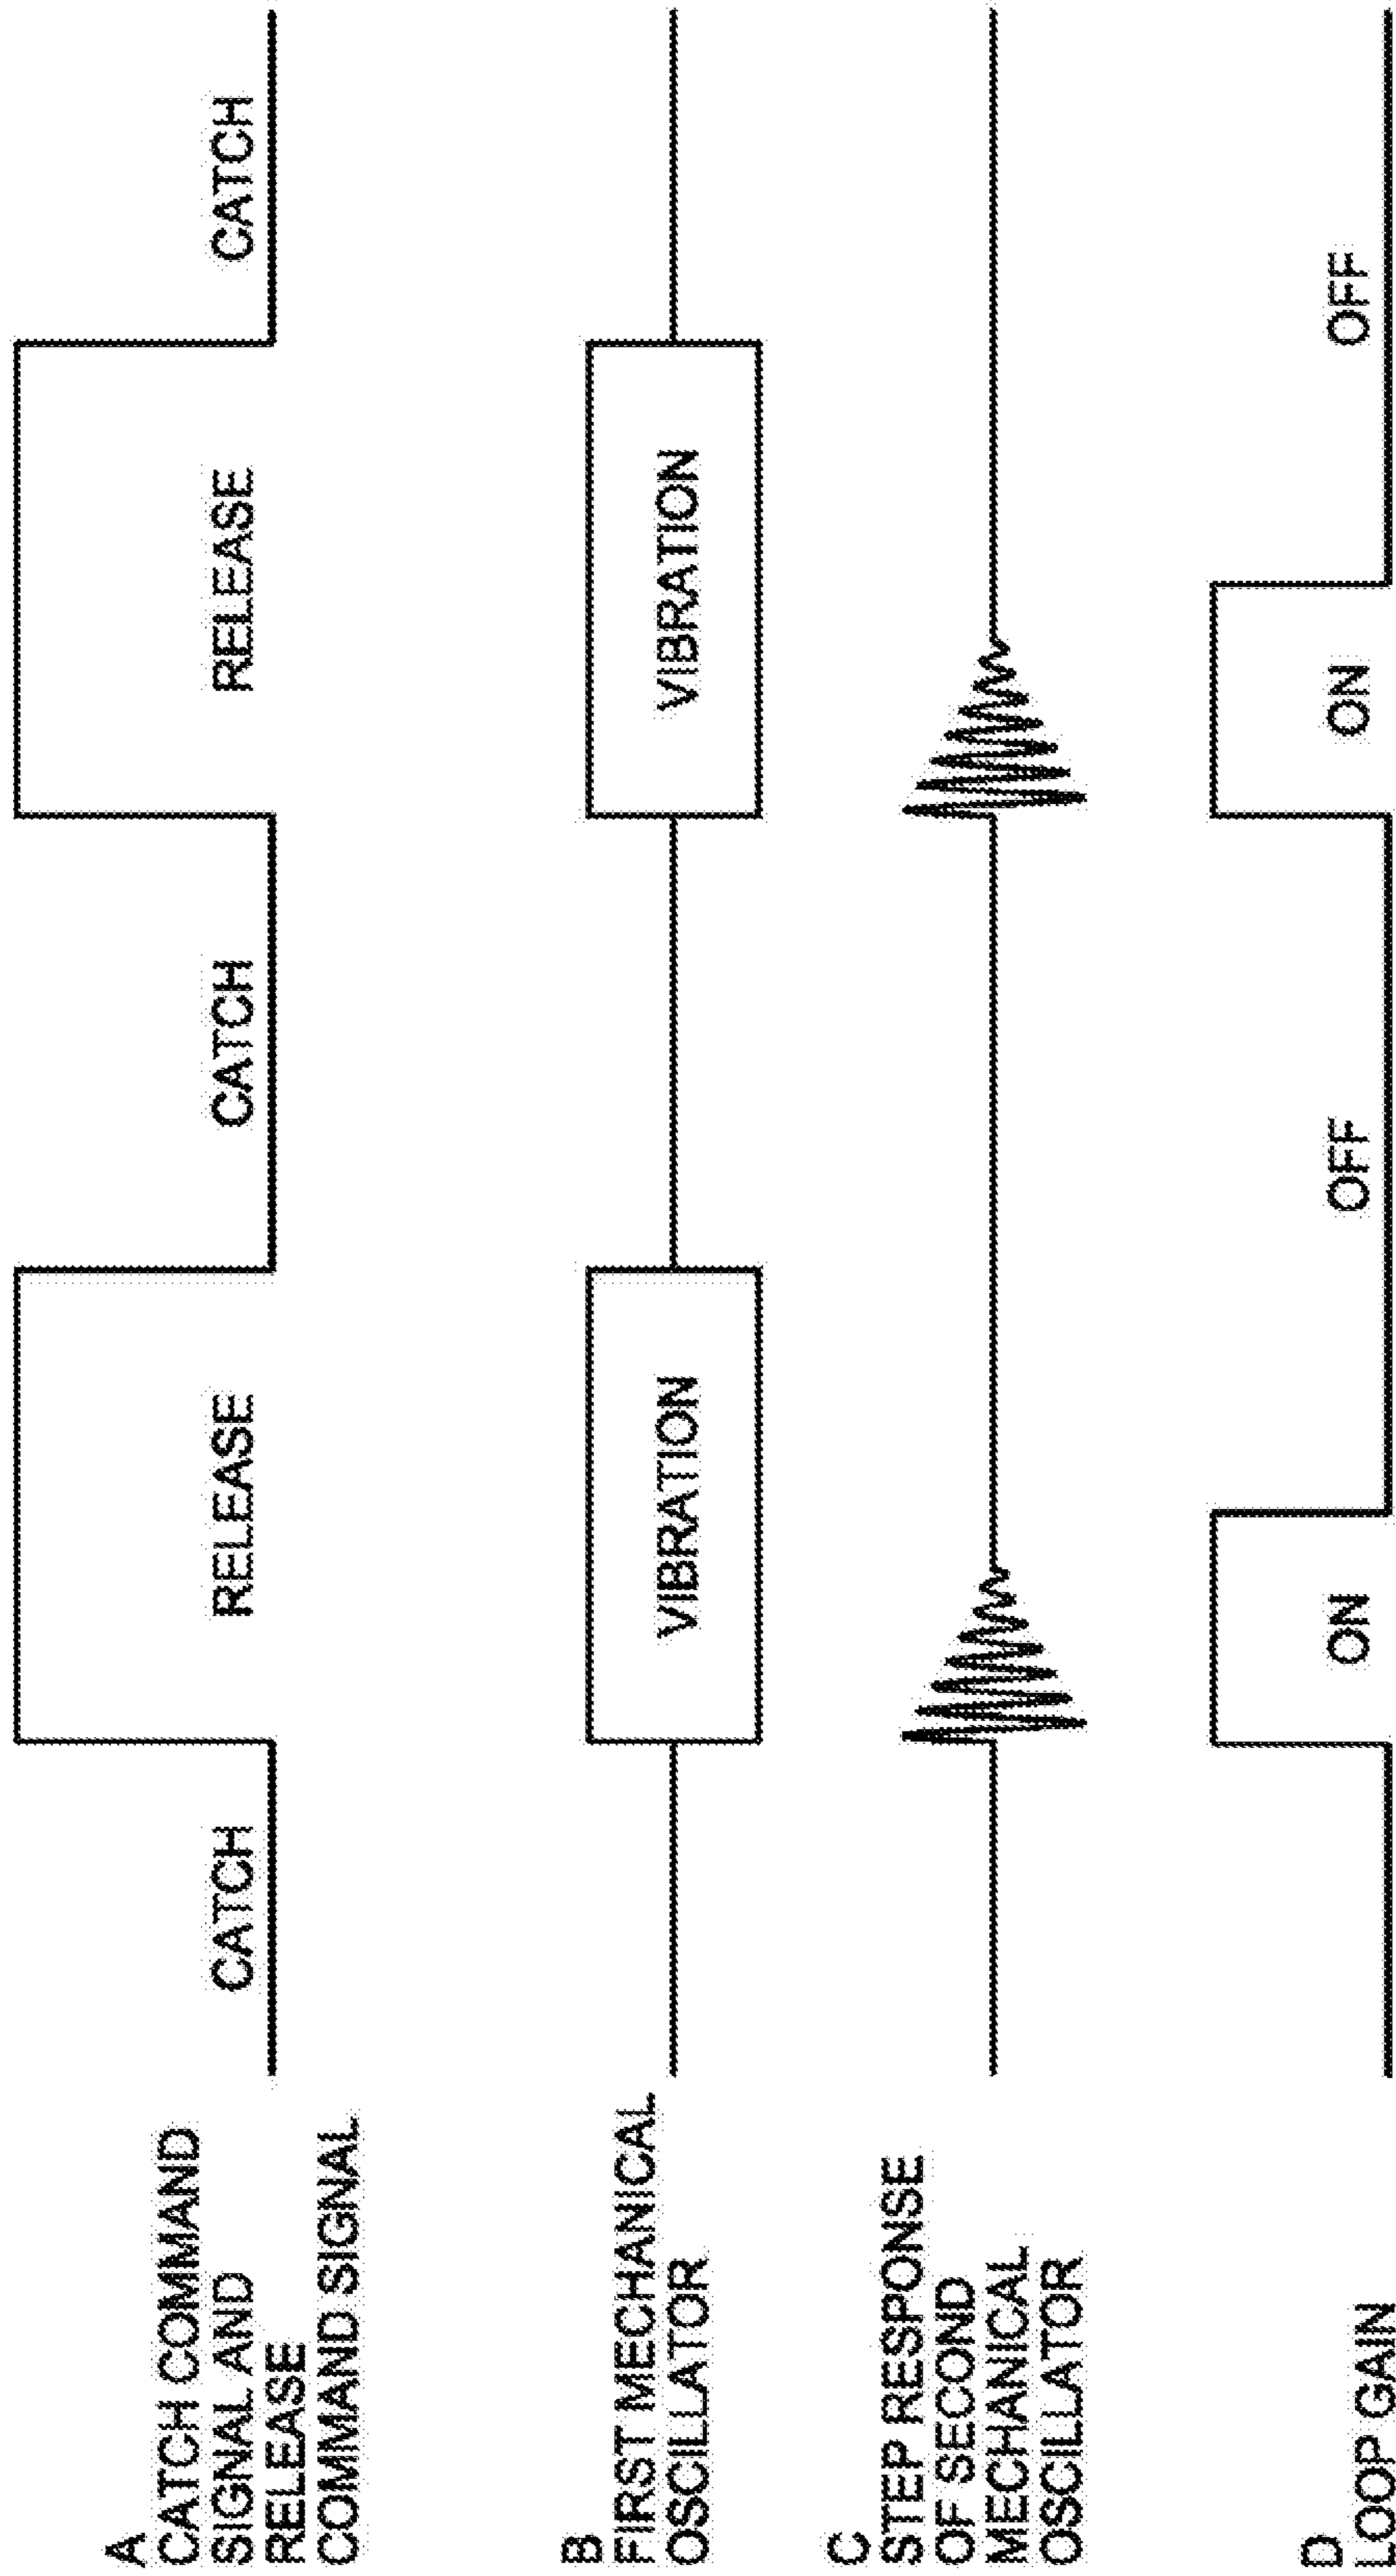 A
CATCH COMMAND
SIGNAL AND
RELEASE
COMMAND SIGNAL
CATCH
RELEASE
CATCH
RELEASE
CATCH
B
FIRST MECHANICAL
OSCILLATOR
VIBRATION
VIBRATION
C
STEP RESPONSE
OF SECOND
MECHANICAL
OSCILLATOR
D
LOOP GAIN
ON
OFF
ON
OFF